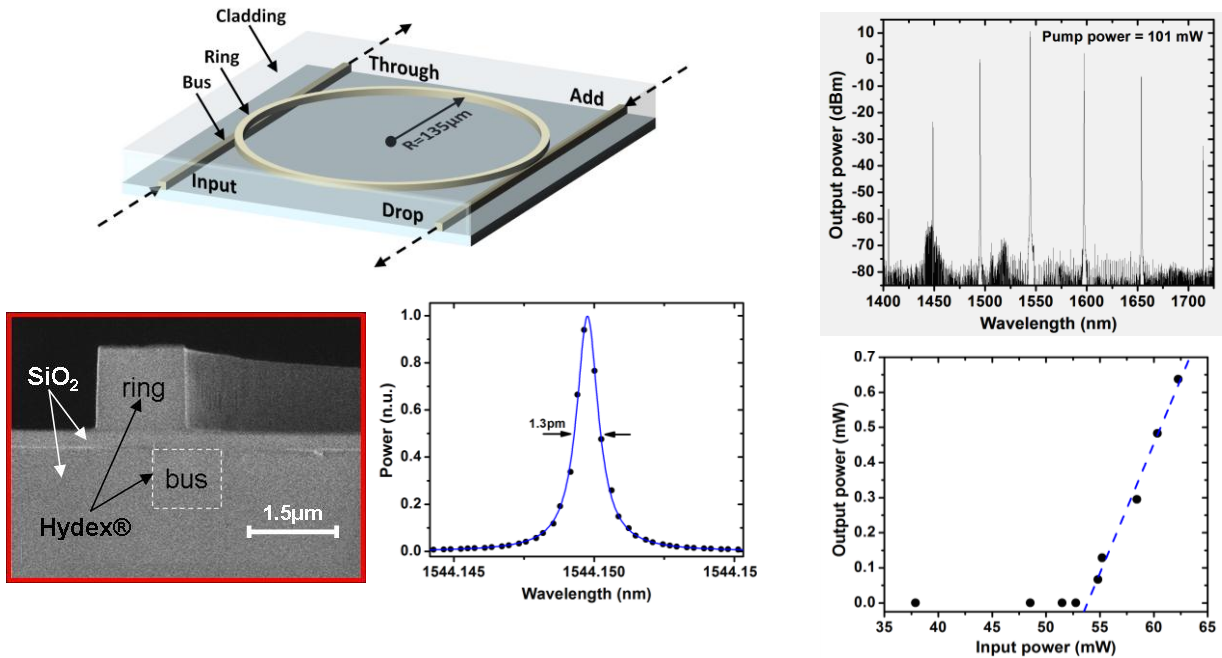 Cladding
Ring
Bus
Through
Add
R=135μm
Input
Drop
SiO2
ring
bus
Hydex®
1.5μm
Power (n.u.)
1.0
0.8
0.6
0.4
0.2
0.0
1.3pm
1544.145
1544.150
1544.15
Wavelength (nm)
Pump power = 101 mW
Output power (dBm)
10
0
-10
-20
-30
-40
-50
-60
-70
-80
1400
1450
1500
1550
1600
1650
1700
Wavelength (nm)
Output power (mW)
0.7
0.6
0.4
0.3
0.1
0.0
35
40
45
50
55
60
65
Input power (mW)